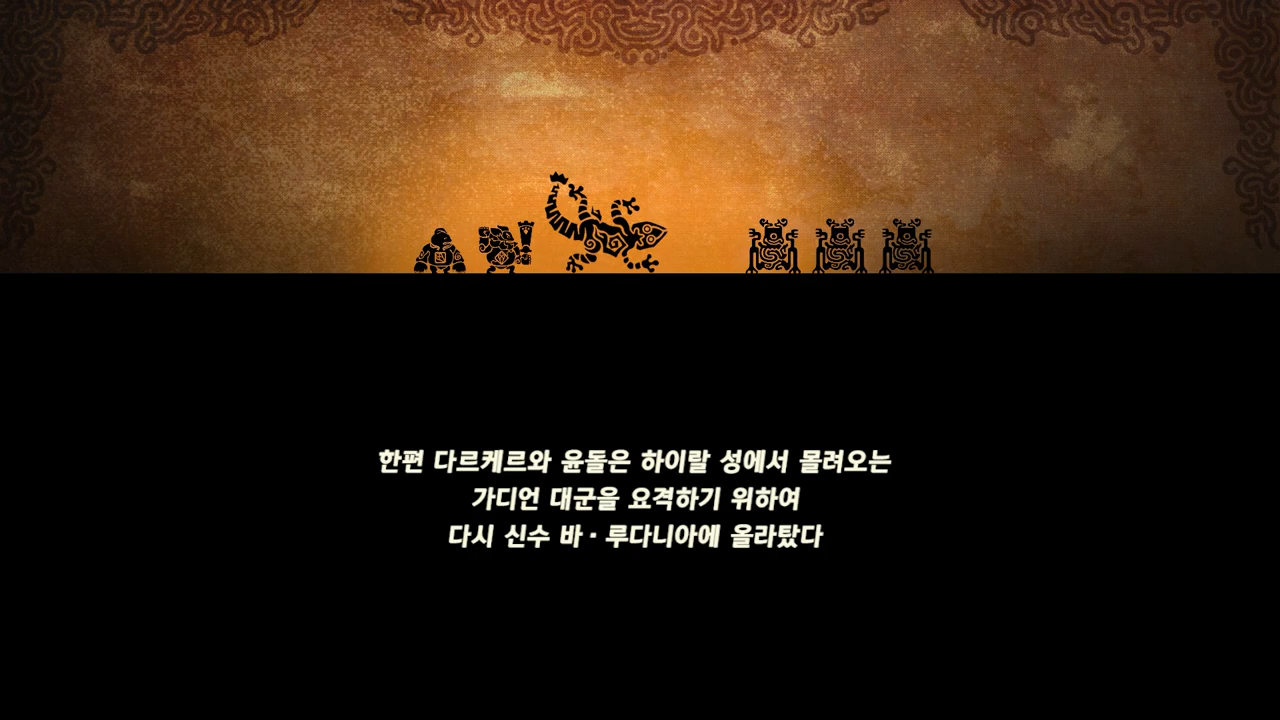 한편 다르케르와 윤돌은 하이랄 성에서 몰려오는
가디언 대군을 요격하기 위하여
다시 신수 바·루다니아에 올라탔다